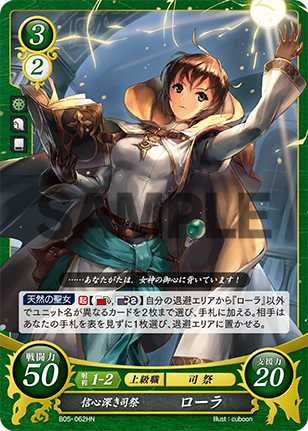 3
2
SAMPLE
……あなたがたは、女神の御心に背いています!
天然の聖女 起 自分の退避エリアから『ローラ』以外
でユニット名が異なるカードを2枚まで選び、手札に加える。相手は
あなたの手札を表を見ずに1枚選び、退避エリアに置かせる。
戦闘力
50
射程 1-2 上級職 司祭
支援力
20
信心深き司祭 ローラ
B05-062HN Illust:cuboon